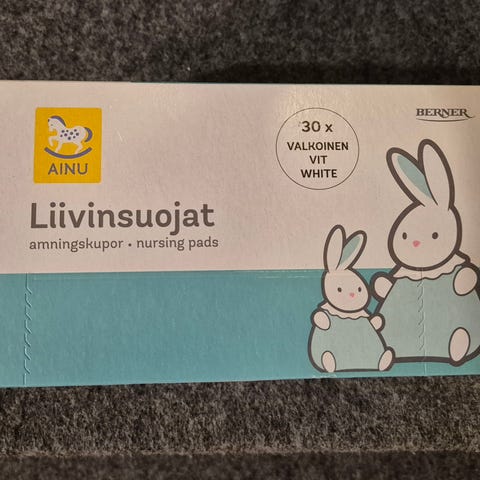 AINU
BERNER
30 x
VALKOINEN
VIT
WHITE
Liivinsuojat
amningskupor • nursing pads